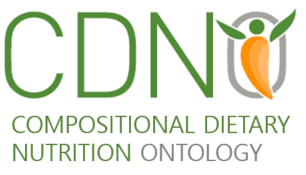 CDNO
COMPOSITIONAL DIETARY
NUTRITION ONTOLOGY